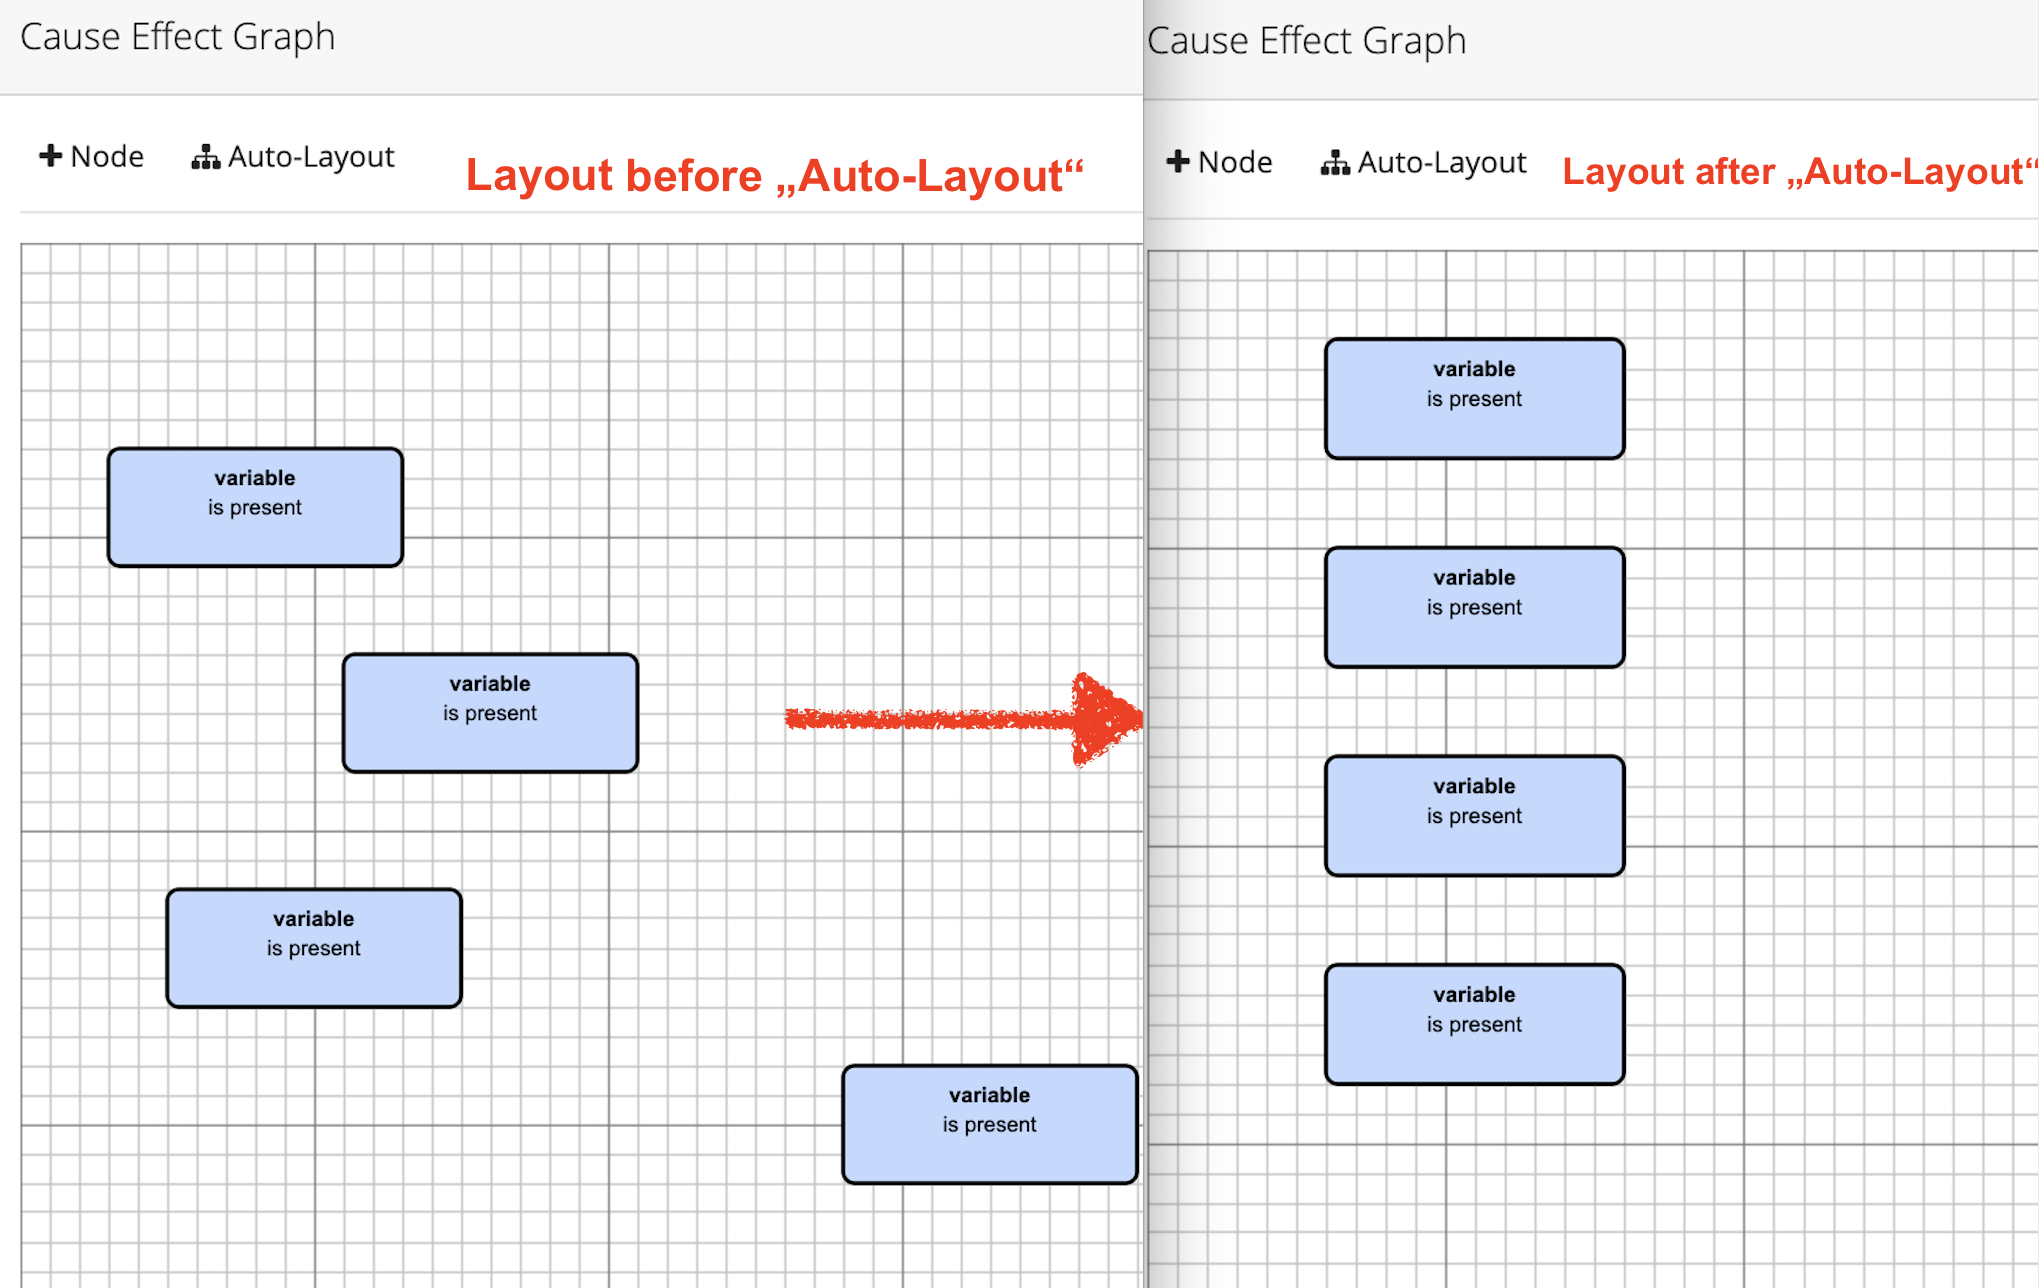 Cause Effect Graph
Node
Auto-Layout
Layout before „Auto-Layout“
variable
is present
variable
is present
variable
is present
variable
is present
Cause Effect Graph
Node
Auto-Layout
Layout after „Auto-Layout“
variable
is present
variable
is present
variable
is present
variable
is present